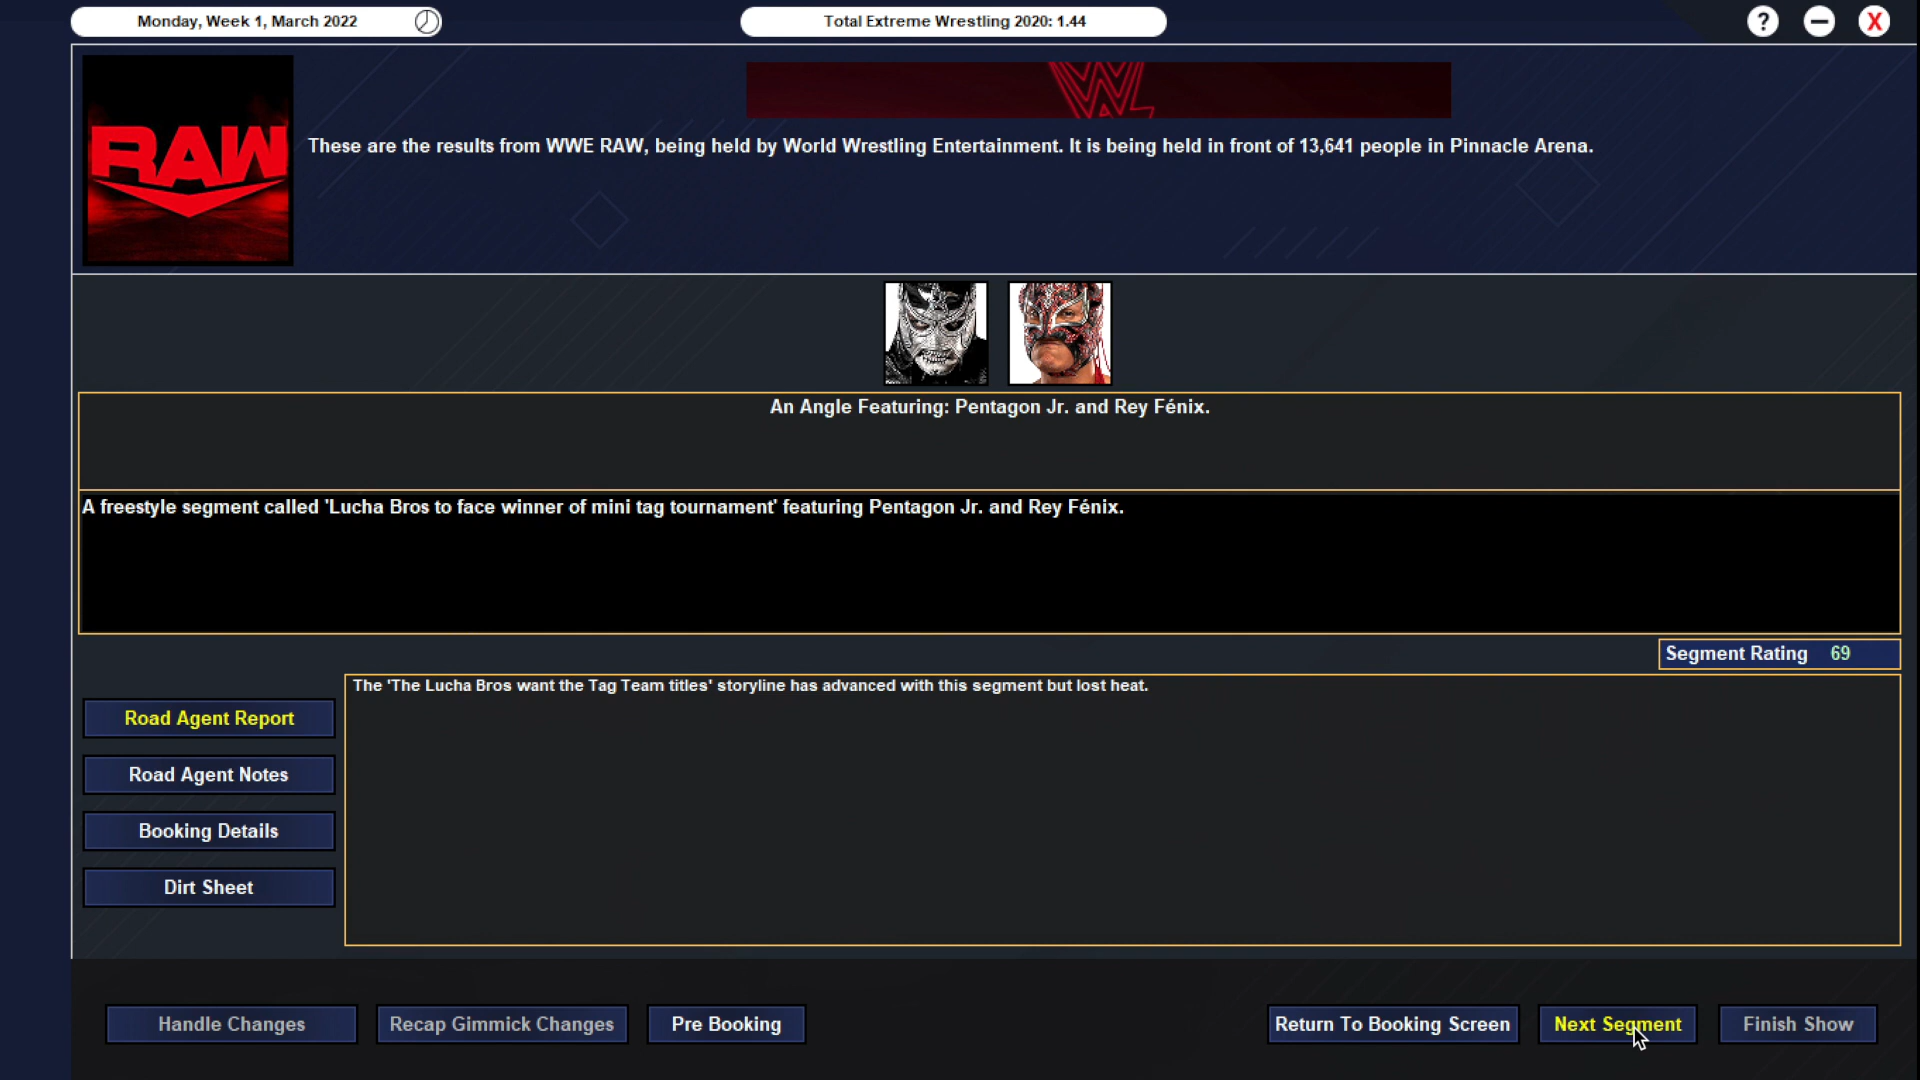 Monday, Week 1, March 2022
Total Extreme Wrestling 2020: 1.44
?
X
RAW
These are the results from WWE RAW, being held by World Wrestling Entertainment. It is being held in front of 13,641 people in Pinnacle Arena.
An Angle Featuring: Pentagon Jr. and Rey Fénix.
A freestyle segment called 'Lucha Bros to face winner of mini tag tournament' featuring Pentagon Jr. and Rey Fénix.
Segment Rating 69
The 'The Lucha Bros want the Tag Team titles' storyline has advanced with this segment but lost heat.
Road Agent Report
Road Agent Notes
Booking Details
Dirt Sheet
Handle Changes
Recap Gimmick Changes
Pre Booking
Return To Booking Screen
Next Segment
Finish Show